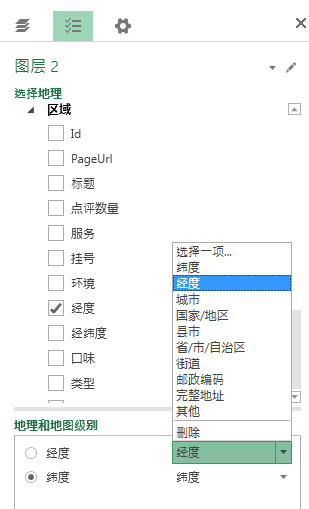 图层 2
选择地理
区域
Id
PageUrl
标题
点评数量
服务
挂号
环境
经度
经纬度
口味
类型
选择一项...
纬度
经度
城市
国家/地区
县市
省/市/自治区
街道
邮政编码
完整地址
其他
删除
地理和地图级别
经度 经度
纬度 纬度